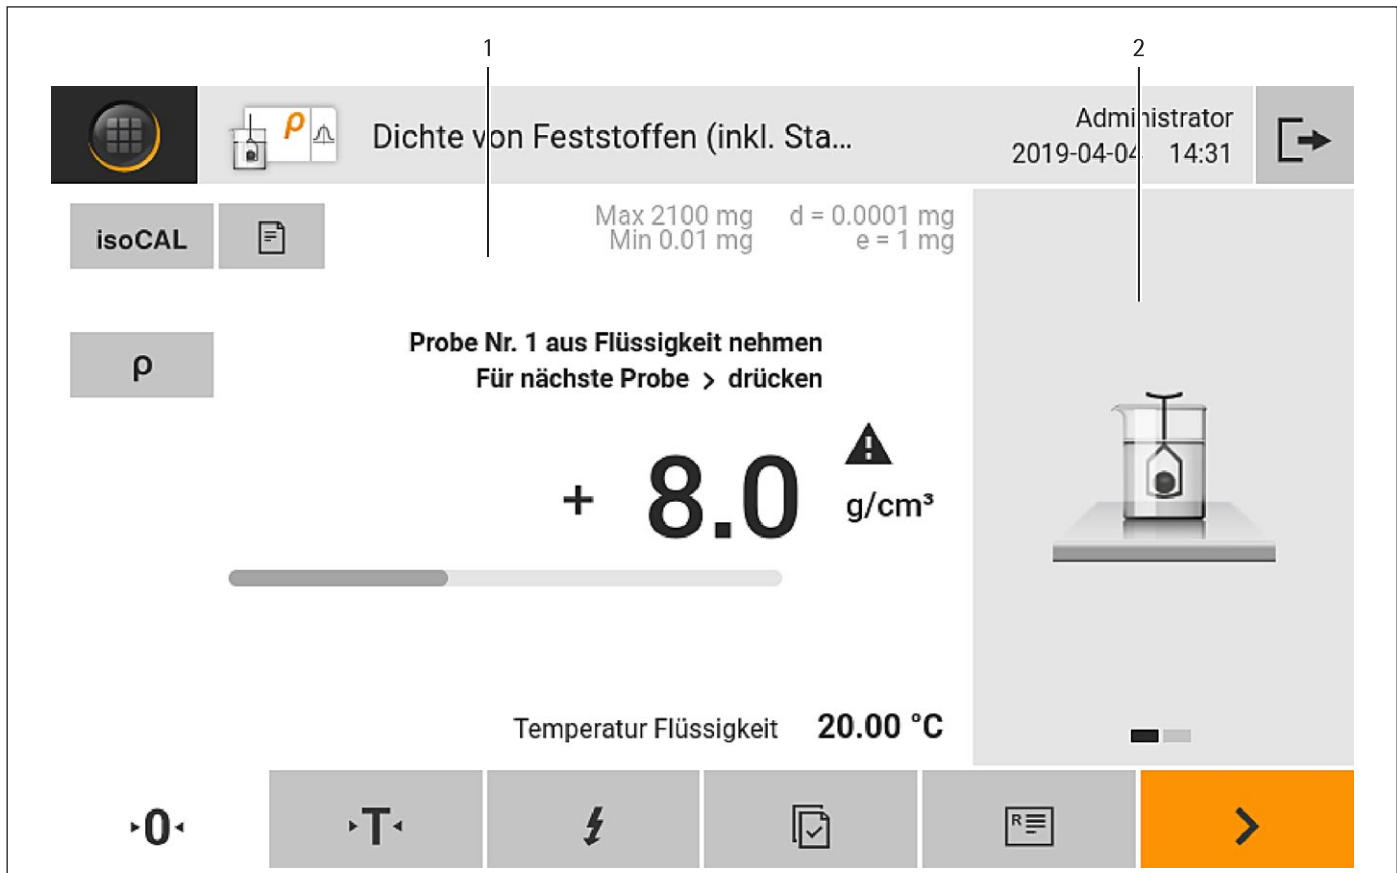 1
2
ρ
Dichte von Feststoffen (inkl. Sta...
Administrator
2019-04-04 14:31
isoCAL
Max 2100 mg d = 0.0001 mg
Min 0.01 mg e = 1 mg
ρ
Probe Nr. 1 aus Flüssigkeit nehmen
Für nächste Probe > drücken
+ 8.0 g/cm³
Temperatur Flüssigkeit 20.00 °C
0
T
R